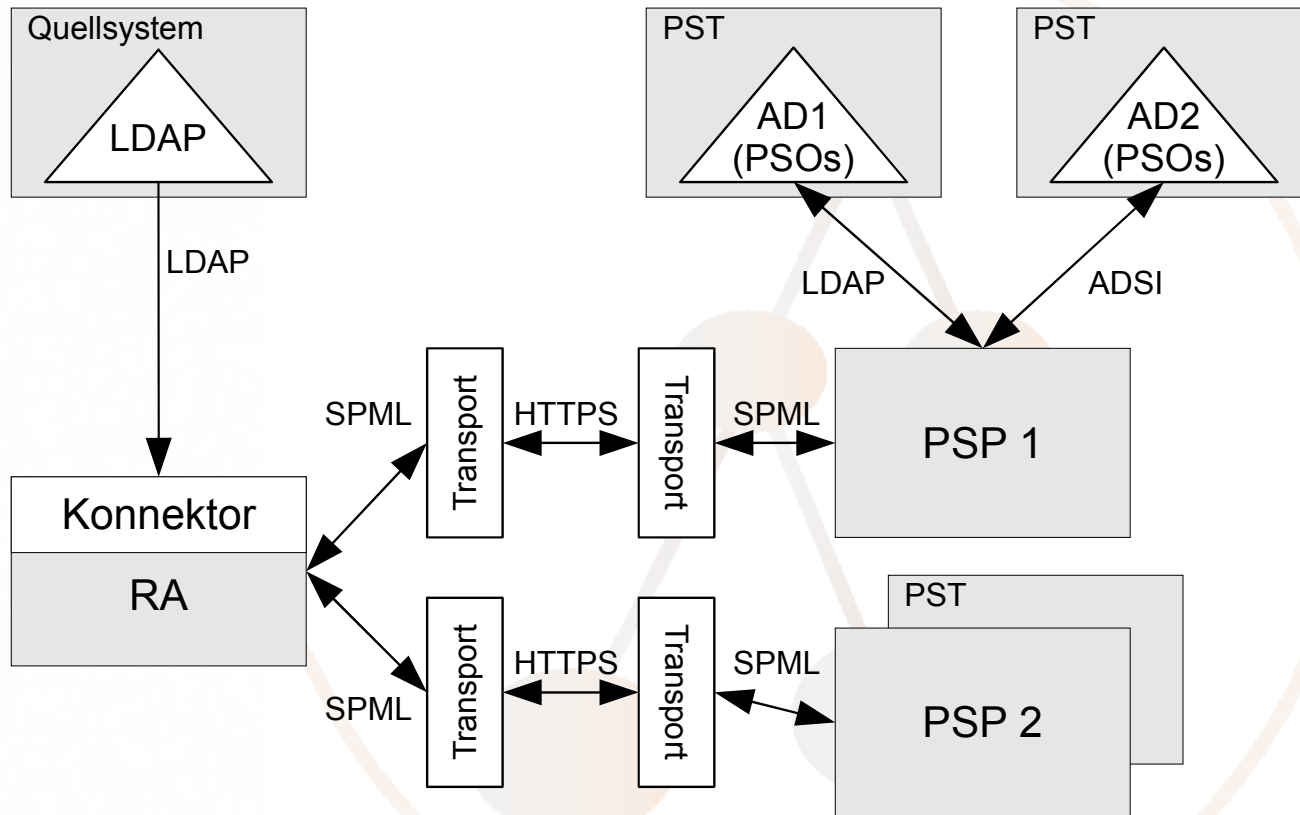 Quellsystem
LDAP
PST
AD1
(PSOs)
PST
AD2
(PSOs)
LDAP
LDAP
ADSI
Konnektor
RA
SPML
Transport
HTTPS
Transport
SPML
PSP 1
SPML
Transport
HTTPS
Transport
SPML
PST
PSP 2